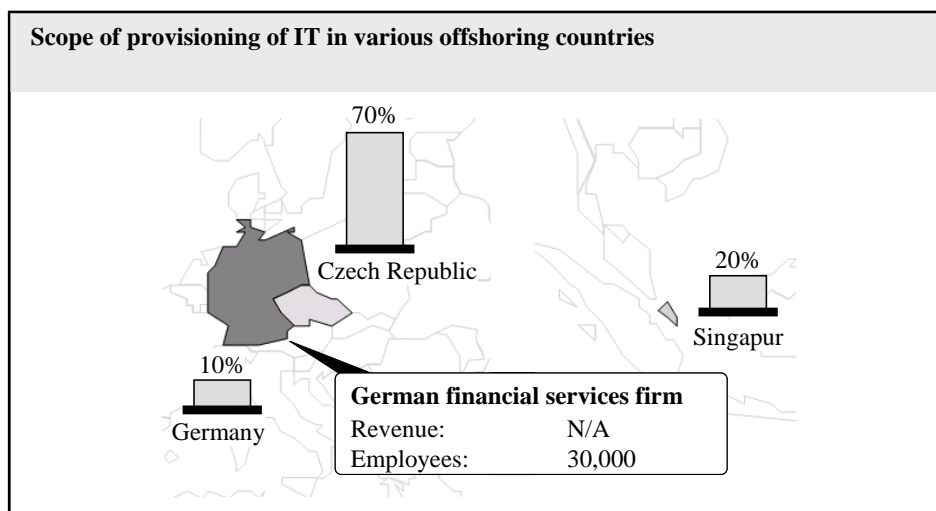 Scope of provisioning of IT in various offshoring countries
70%
Czech Republic
20%
Singapur
10%
Germany
German financial services firm
Revenue: N/A
Employees: 30,000